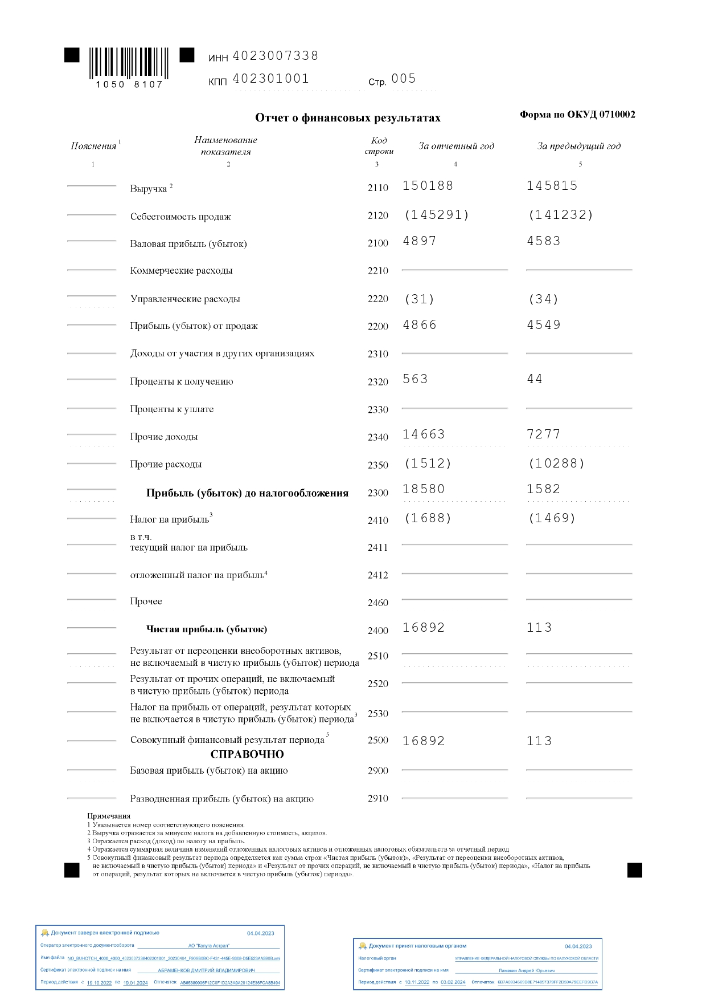 ИНН 4023007338
1050 8107
КПП 402301001 Стр. 005
Отчет о финансовых результатах Форма по ОКУД 0710002
Пояснения 1 Наименование показателя Код строки За отчетный год За предыдущий год
1 2 3 4 5
Выручка 2 2110 150188 145815
Себестоимость продаж 2120 (145291) (141232)
Валовая прибыль (убыток) 2100 4897 4583
Коммерческие расходы 2210
Управленческие расходы 2220 (31) (34)
Прибыль (убыток) от продаж 2200 4866 4549
Доходы от участия в других организациях 2310
Проценты к получению 2320 563 44
Проценты к уплате 2330
Прочие доходы 2340 14663 7277
Прочие расходы 2350 (1512) (10288)
Прибыль (убыток) до налогообложения 2300 18580 1582
Налог на прибыль 3 2410 (1688) (1469)
в т.ч.
текущий налог на прибыль 2411
отложенный налог на прибыль 4 2412
Прочее 2460
Чистая прибыль (убыток) 2400 16892 113
Результат от переоценки внеоборотных активов,
не включаемый в чистую прибыль (убыток) периода 2510
Результат от прочих операций, не включаемый
в чистую прибыль (убыток) периода 2520
Налог на прибыль от операций, результат которых
не включается в чистую прибыль (убыток) периода 3 2530
Совокупный финансовый результат периода 5 2500 16892 113
СПРАВОЧНО
Базовая прибыль (убыток) на акцию 2900
Разводненная прибыль (убыток) на акцию 2910
Примечания
1 Указывается номер соответствующего пояснения.
2 Выручка отражается за минусом налога на добавленную стоимость, акцизов.
3 Отражается расход (доход) по налогу на прибыль.
4 Отражается суммарная величина изменений отложенных налоговых активов и отложенных налоговых обязательств за отчетный период
5 Совокупный финансовый результат периода определяется как сумма строк «Чистая прибыль (убыток)», «Результат от переоценки внеоборотных активов,
не включаемый в чистую прибыль (убыток) периода» и «Результат от прочих операций, не включаемый в чистую прибыль (убыток) периода», «Налог на прибыль
от операций, результат которых не включается в чистую прибыль (убыток) периода».
Документ заверен электронной подписью 04.04.2023
Оператор электронного документооборота АО "Калуга Астрал"
Имя файла NO_BUHOTCH_4000_4000_4023007338402301001_20230404_F909B0BC-F431-445E-9308-D5E523AA590B.xml
Сертификат электронной подписи на имя АБРАМЕНКОВ ДМИТРИЙ ВЛАДИМИРОВИЧ
Период действия с 19.10.2022 по 19.01.2024 Отпечаток
Документ принят налоговым органом 04.04.2023
Налоговый орган УПРАВЛЕНИЕ ФЕДЕРАЛЬНОЙ НАЛОГОВОЙ СЛУЖБЫ ПО КАЛУЖСКОЙ ОБЛАСТИ
Сертификат электронной подписи на имя Ламакин Андрей Юрьевич
Период действия с 10.11.2022 по 03.02.2024 Отпечаток